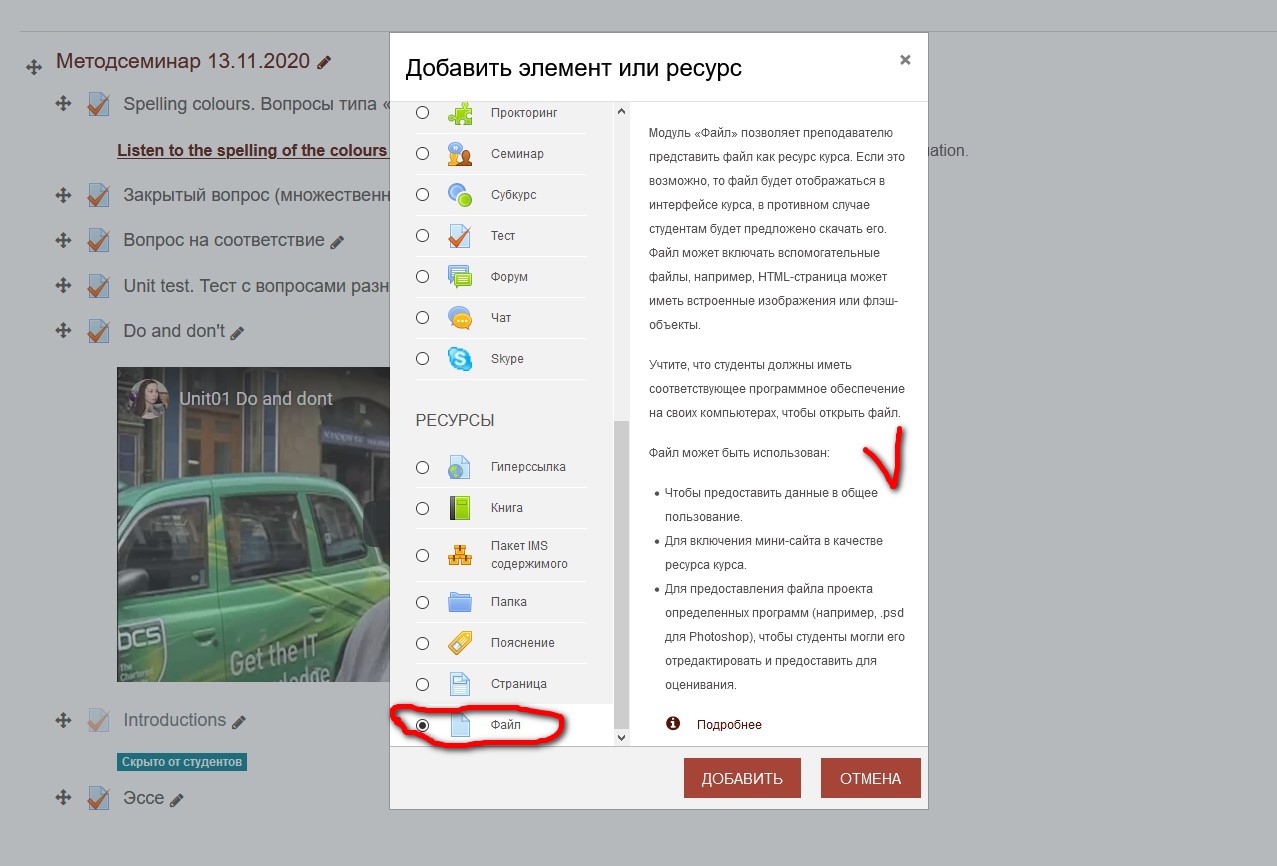 Методсеминар 13.11.2020
Spelling colours. Вопросы типа «
Listen to the spelling of the colours
ation.
Закрытый вопрос (множественн
Вопрос на соответствие
Unit test. Тест с вопросами разн
Do and don't
Unit01 Do and dont
DCS
The
Get the IT
Introductions
Скрыто от студентов
Эссе
Добавить элемент или ресурс
×
Прокторинг
Семинар
Субкурс
Тест
Форум
Чат
Skype
РЕСУРСЫ
Гиперссылка
Книга
Пакет IMS
содержимого
Папка
Пояснение
Страница
Файл
Модуль «Файл» позволяет преподавателю
представить файл как ресурс курса. Если это
возможно, то файл будет отображаться в
интерфейсе курса, в противном случае
студентам будет предложено скачать его.
Файл может включать вспомогательные
файлы, например, HTML-страница может
иметь встроенные изображения или флэш-
объекты.
Учтите, что студенты должны иметь
соответствующее программное обеспечение
на своих компьютерах, чтобы открыть файл.
Файл может быть использован:
• Чтобы предоставить данные в общее
пользование.
• Для включения мини-сайта в качестве
ресурса курса.
• Для предоставления файла проекта
определенных программ (например, .psd
для Photoshop), чтобы студенты могли его
отредактировать и предоставить для
оценивания.
Подробнее
ДОБАВИТЬ
ОТМЕНА